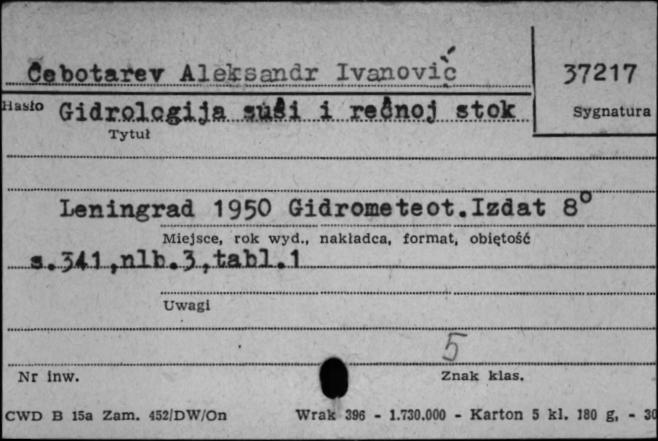 Čebotarev Aleksandr Ivanovič
37217
Hasło Gidrologija suši i rečnoj stok
Sygnatura
Tytuł
Leningrad 1950 Gidrometeot.Izdat 8°
Miejsce, rok wyd., nakładca, format, obiętość
s.341,nlb.3,tabl.1
Uwagi
5
Nr inw.
Znak klas.
CWD B 15a Zam. 452/DW/On Wrak 396 - 1.730.000 - Karton 5 kl. 180 g, - 30